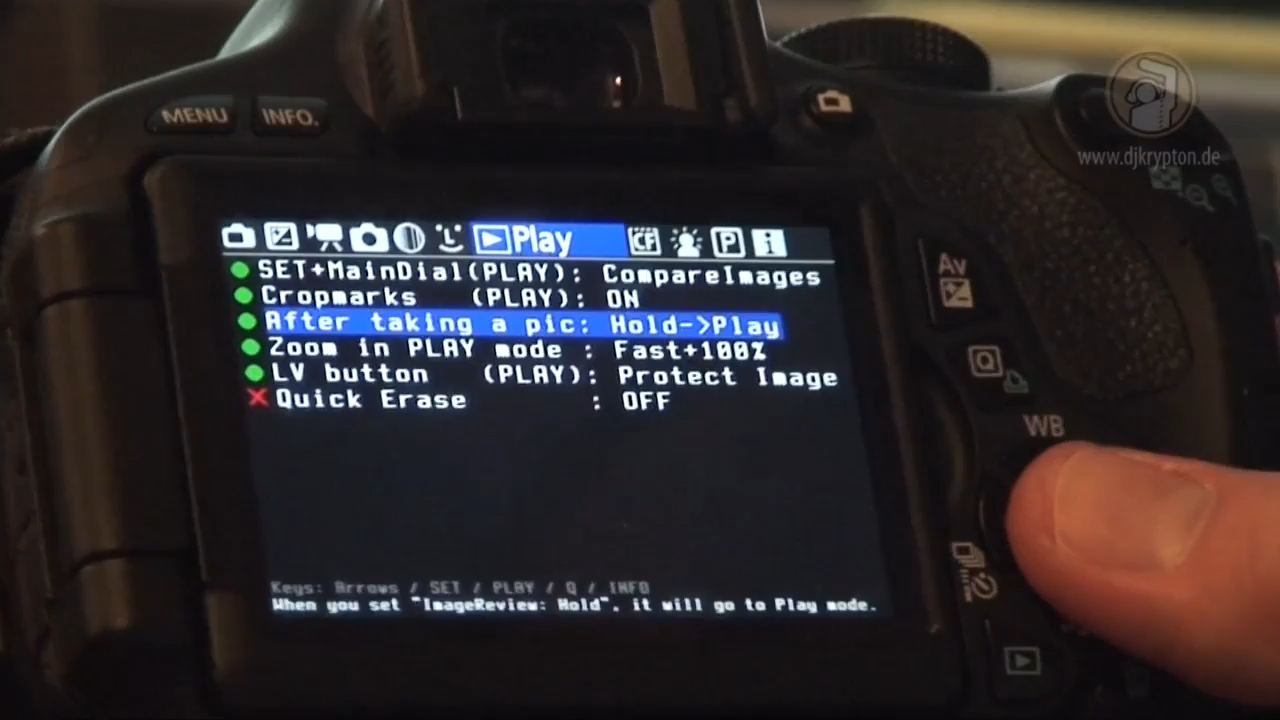 MENU INFO.
www.djkrypton.de
Play CF P i
SET+MainDial(PLAY): CompareImages
Cropmarks (PLAY): ON
After taking a pic: Hold->Play
Zoom in PLAY mode : Fast+100%
LV button (PLAY): Protect Image
Quick Erase : OFF
Keys: Arrows / SET / PLAY / Q / INFO
When you set "ImageReview: Hold", it will go to Play mode.
Av
Q
WB